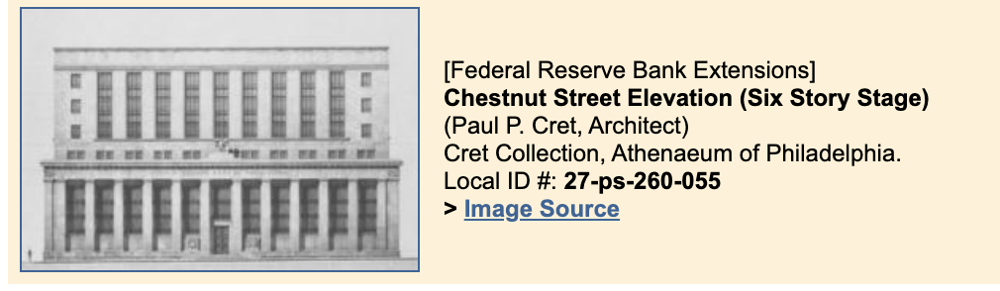 [Federal Reserve Bank Extensions]
Chestnut Street Elevation (Six Story Stage)
(Paul P. Cret, Architect)
Cret Collection, Athenaeum of Philadelphia.
Local ID #: 27-ps-260-055
> Image Source